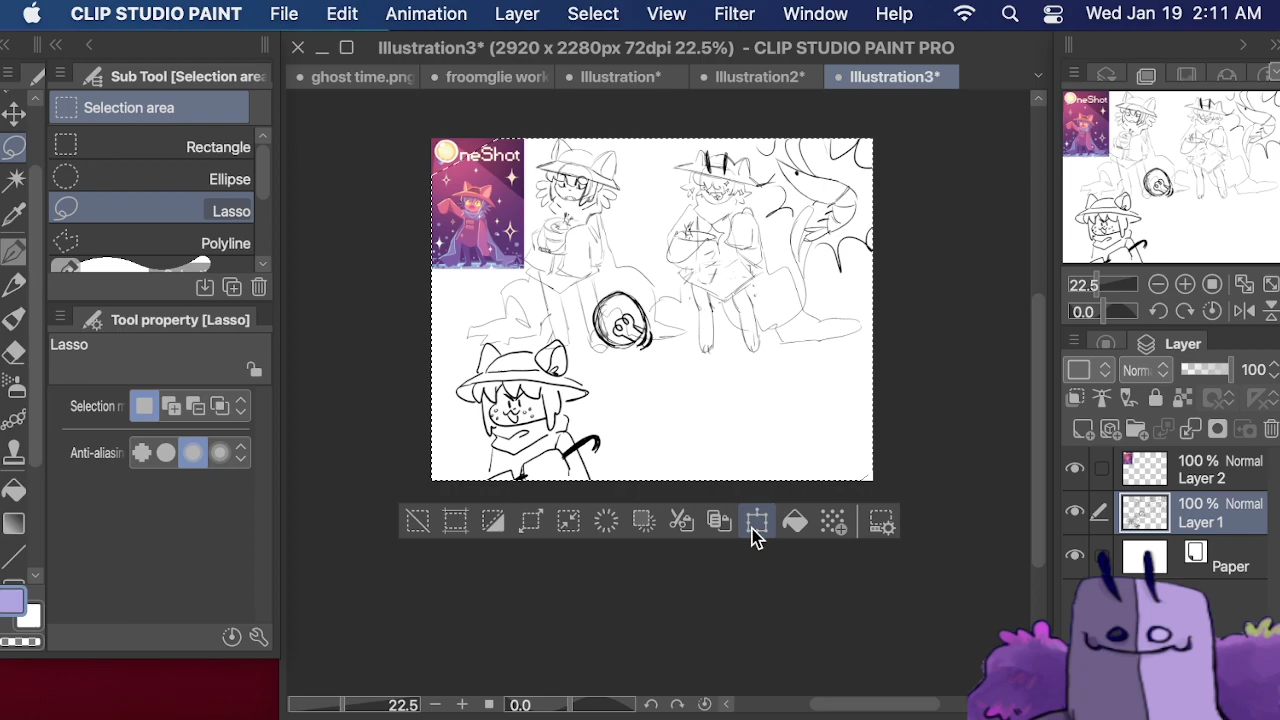 CLIP STUDIO PAINT File Edit Animation Layer Select View Filter Window Help Wed Jan 19 2:11 AM
Illustration3* (2920 x 2280px 72dpi 22.5%) - CLIP STUDIO PAINT PRO
Sub Tool [Selection area
ghost time.png
froomglie work
Illustration*
Illustration2*
Illustration3*
Selection area
Rectangle
Ellipse
Lasso
Polyline
Tool property [Lasso]
Lasso
Selection m
Anti-aliasin
OneShot
OneShot
22.5
0.0
Layer
Norm
100
100 % Normal
Layer 2
100 % Normal
Layer 1
Paper
22.5
0.0